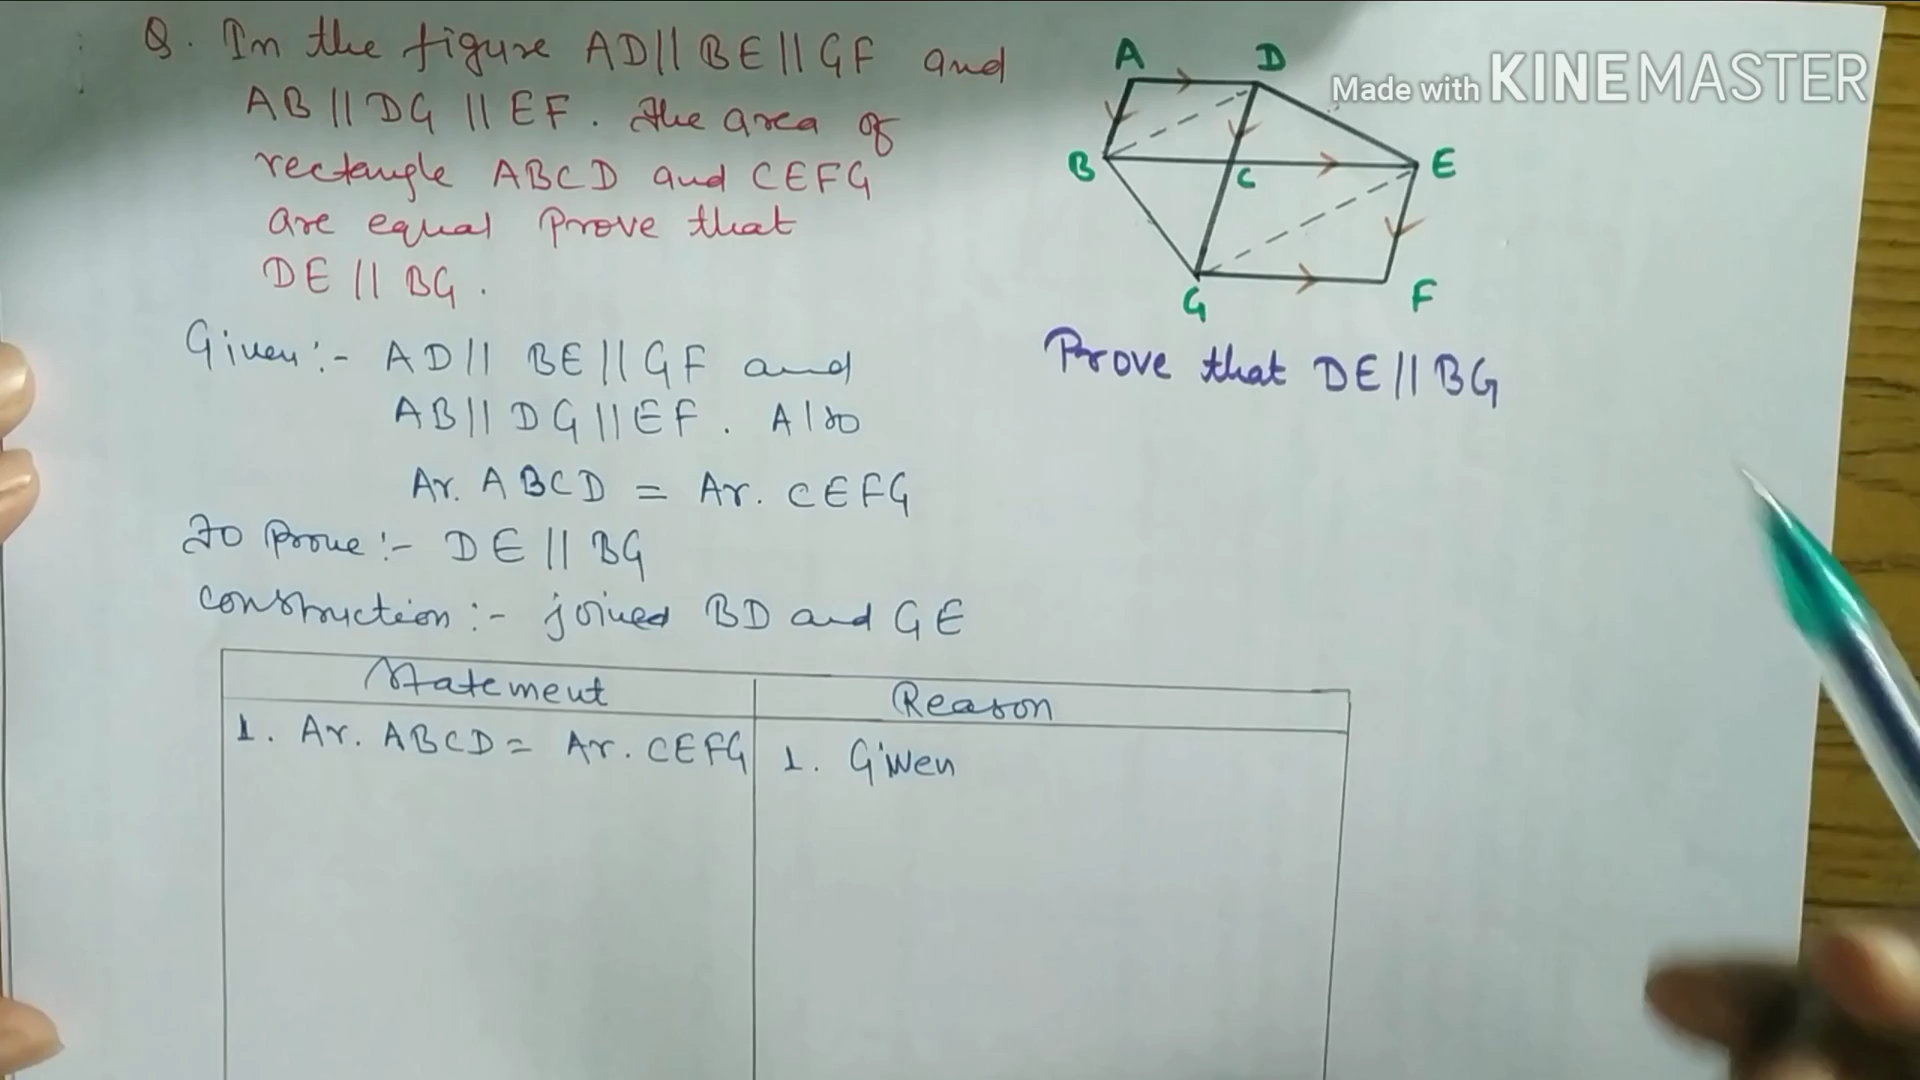 Q. In the figure AD||BE||GF and
AB || DG || EF. The area of
rectangle ABCD and CEFG
are equal Prove that
DE || BG.
A D
B C E
G F
Made with KINEMASTER
Prove that DE||BG
Given:- AD|| BE||GF and
AB|| DG||EF. Also
Ar. ABCD = Ar. CEFG
To Prove:- DE || BG
Construction:- joined BD and GE
Statement Reason
1. Ar. ABCD = Ar. CEFG 1. Given